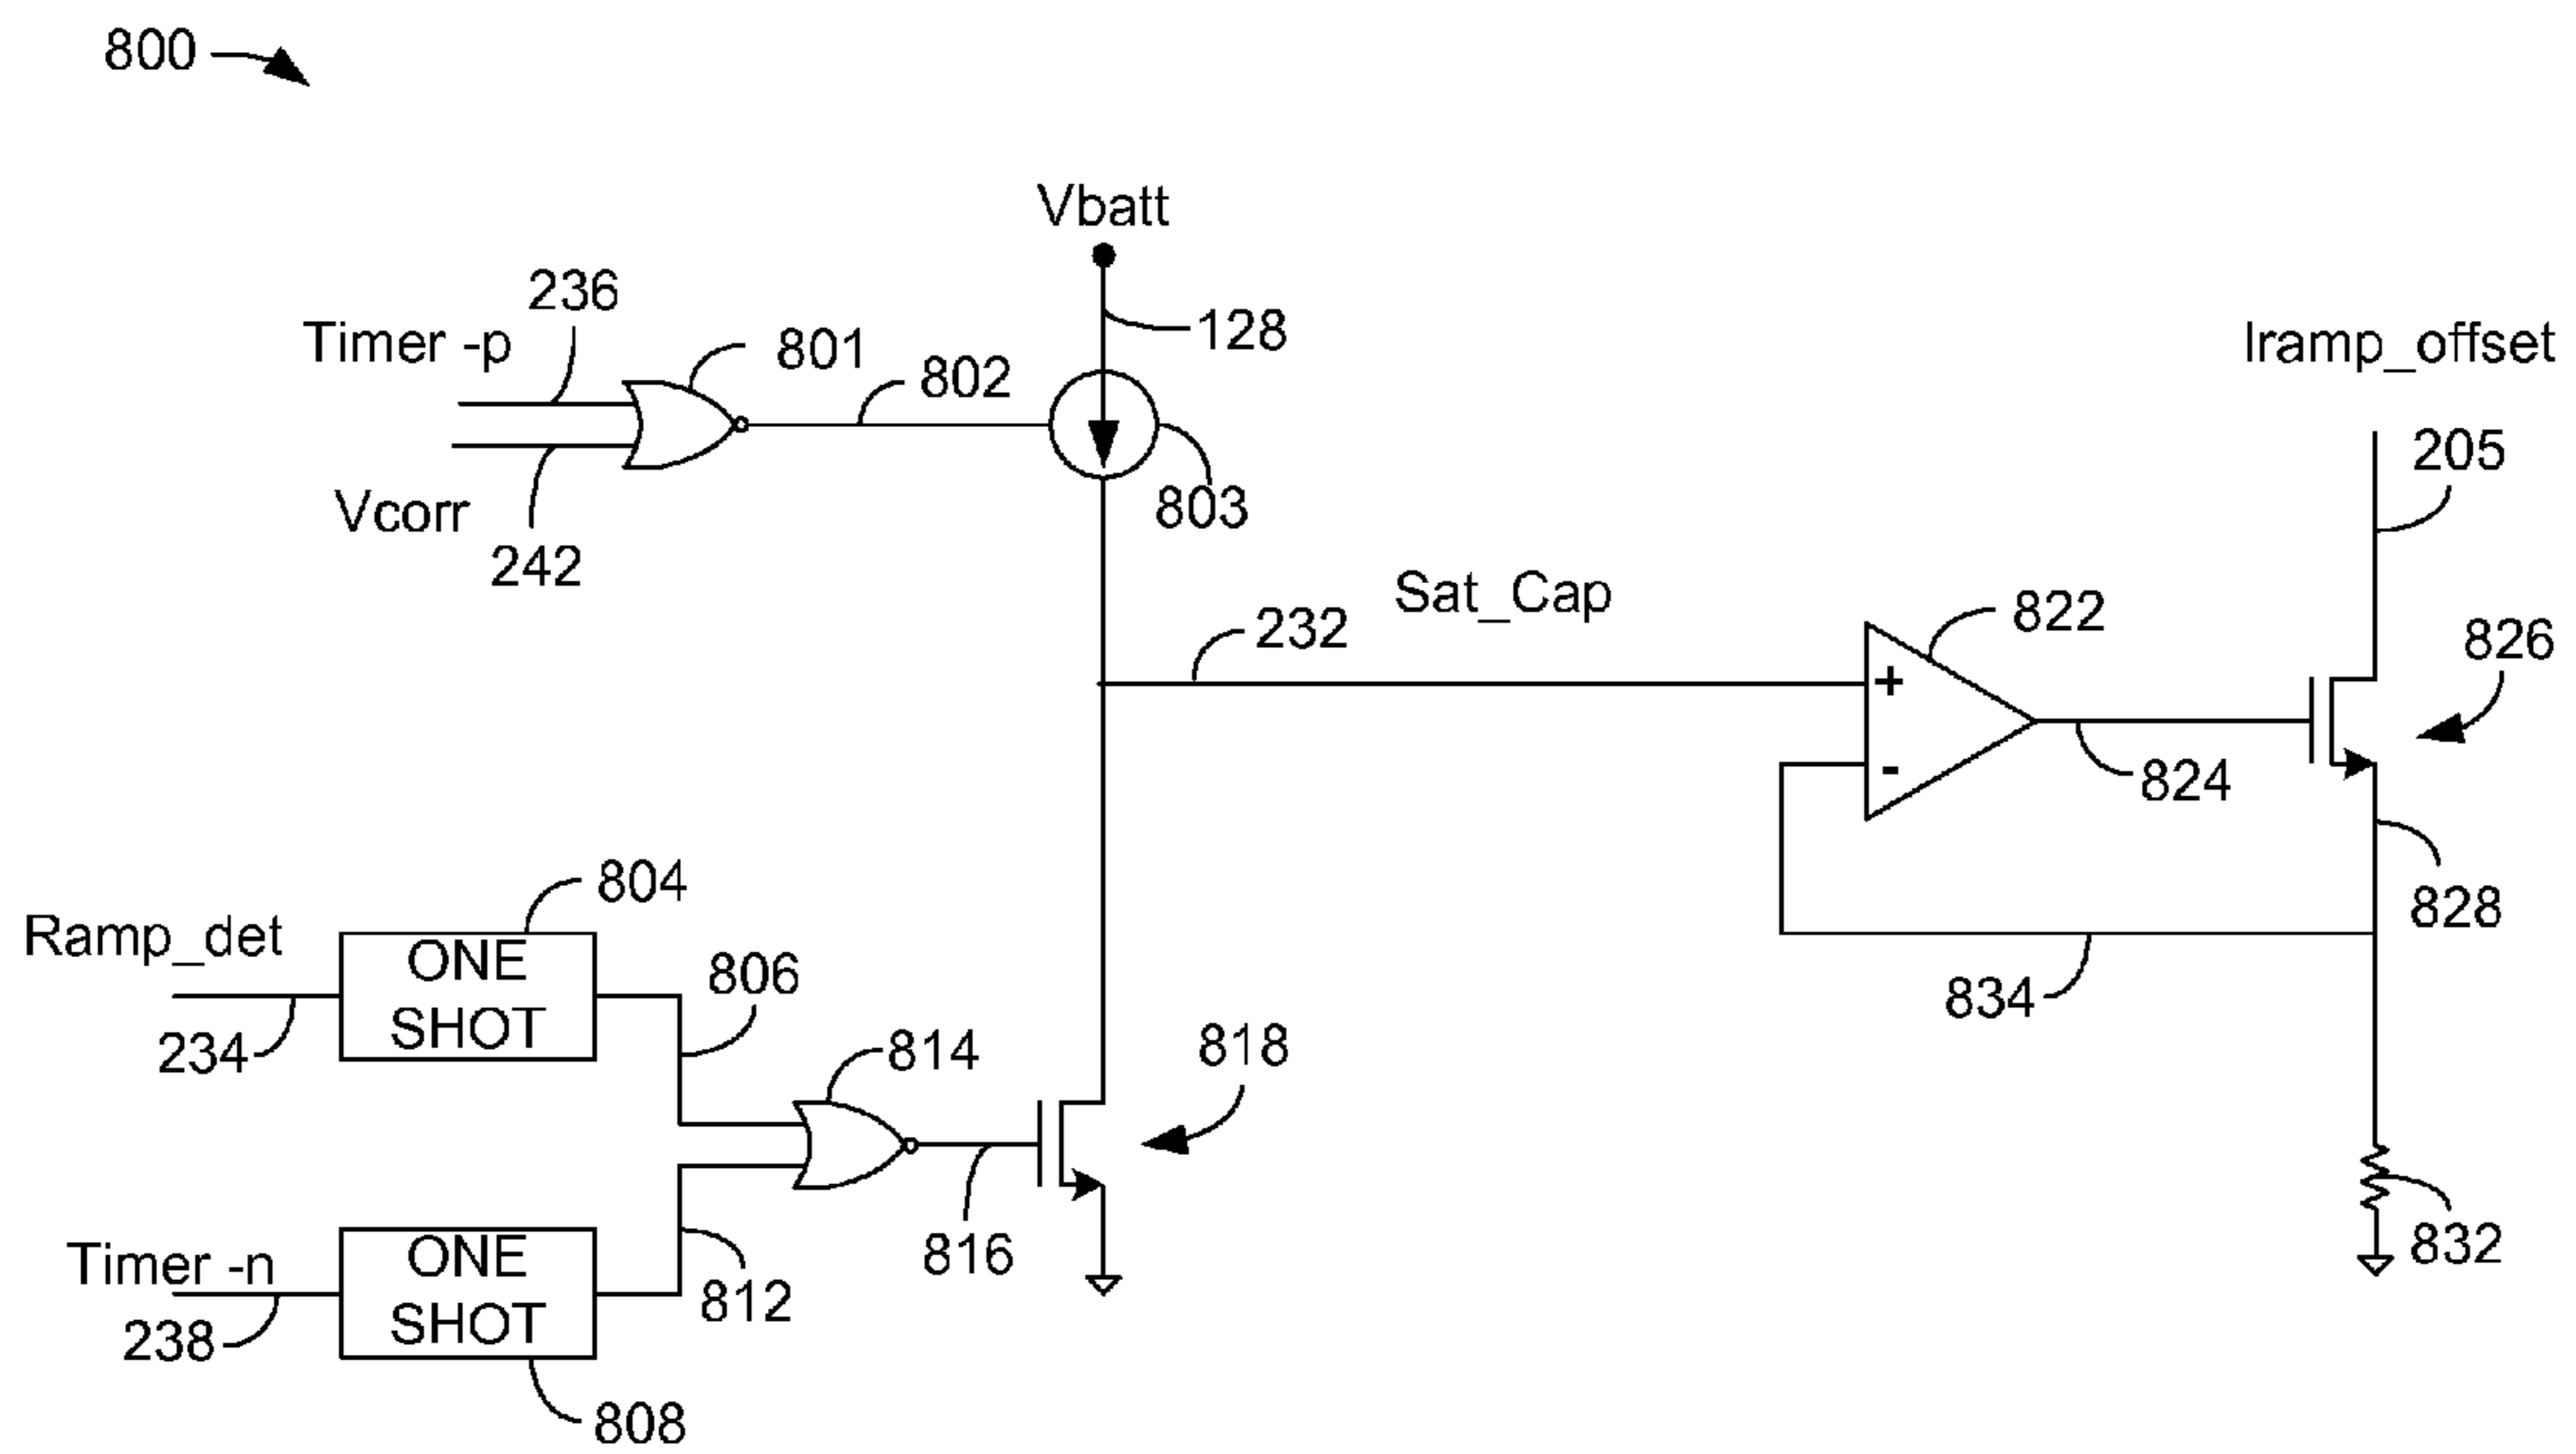 800
Vbatt
236
Timer -p
801
802
128
Iramp_offset
205
Vcorr
242
803
Sat_Cap
232
+
-
822
826
824
828
834
804
Ramp_det
ONE
SHOT
806
234
814
818
Timer -n
ONE
SHOT
812
816
238
808
832